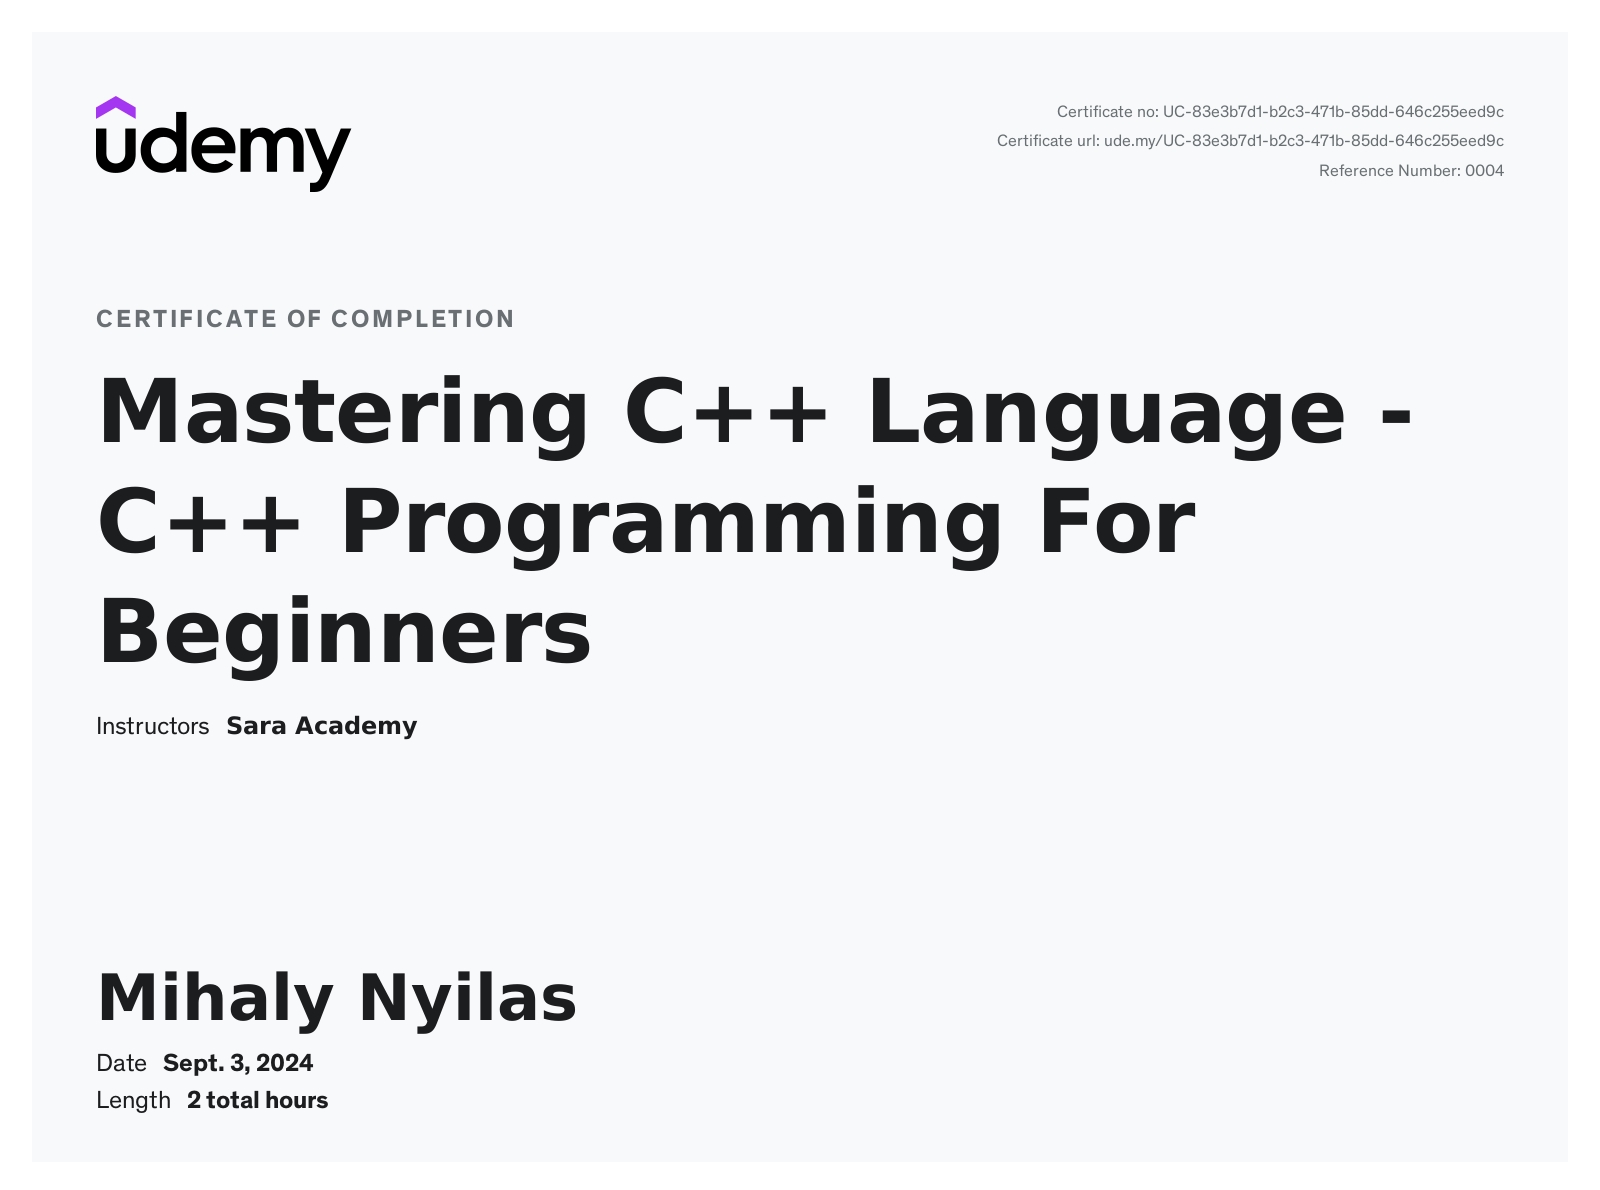 udemy
Certificate no: UC-83e3b7d1-b2c3-471b-85dd-646c255eed9c
Certificate url: ude.my/UC-83e3b7d1-b2c3-471b-85dd-646c255eed9c
Reference Number: 0004
CERTIFICATE OF COMPLETION
Mastering C++ Language -
C++ Programming For
Beginners
Instructors Sara Academy
Mihaly Nyilas
Date Sept. 3, 2024
Length 2 total hours